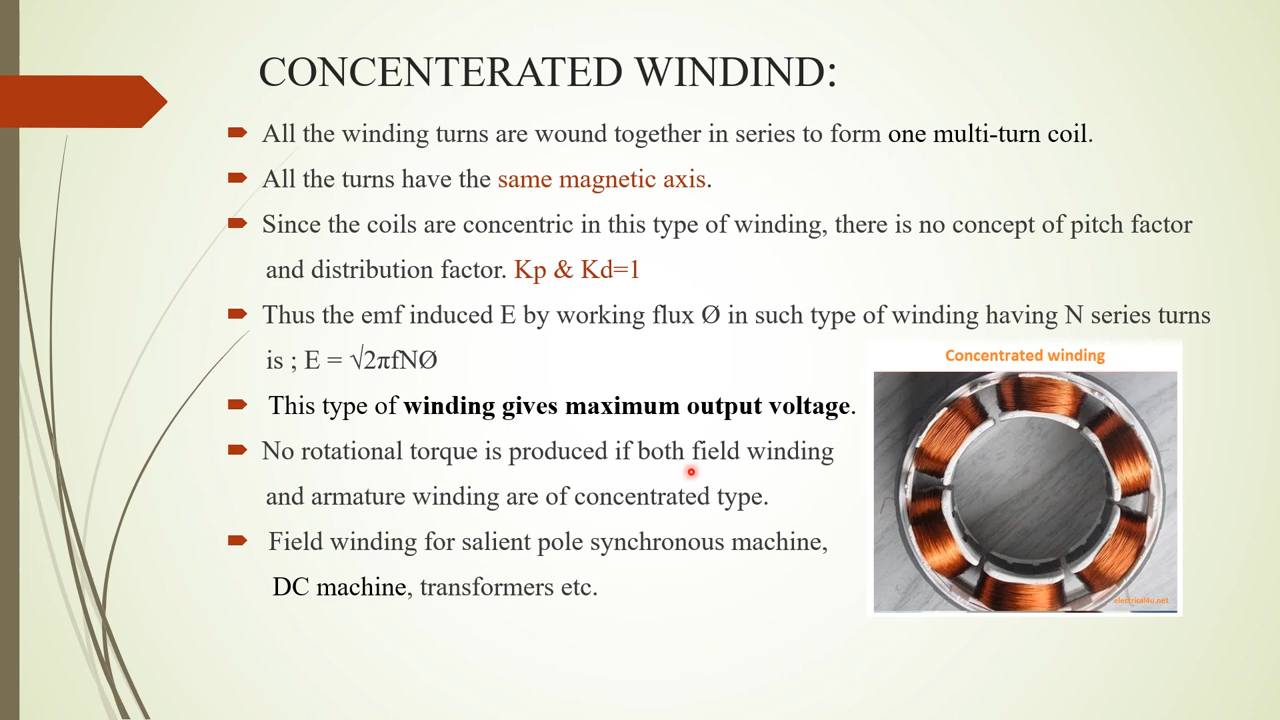 CONCENTERATED WINDIND:
All the winding turns are wound together in series to form one multi-turn coil.
All the turns have the same magnetic axis.
Since the coils are concentric in this type of winding, there is no concept of pitch factor
and distribution factor. Kp & Kd=1
Thus the emf induced E by working flux Ø in such type of winding having N series turns
is ; E = √2πfNØ
Concentrated winding
This type of winding gives maximum output voltage.
No rotational torque is produced if both field winding
and armature winding are of concentrated type.
Field winding for salient pole synchronous machine,
DC machine, transformers etc.
electrical4u.net